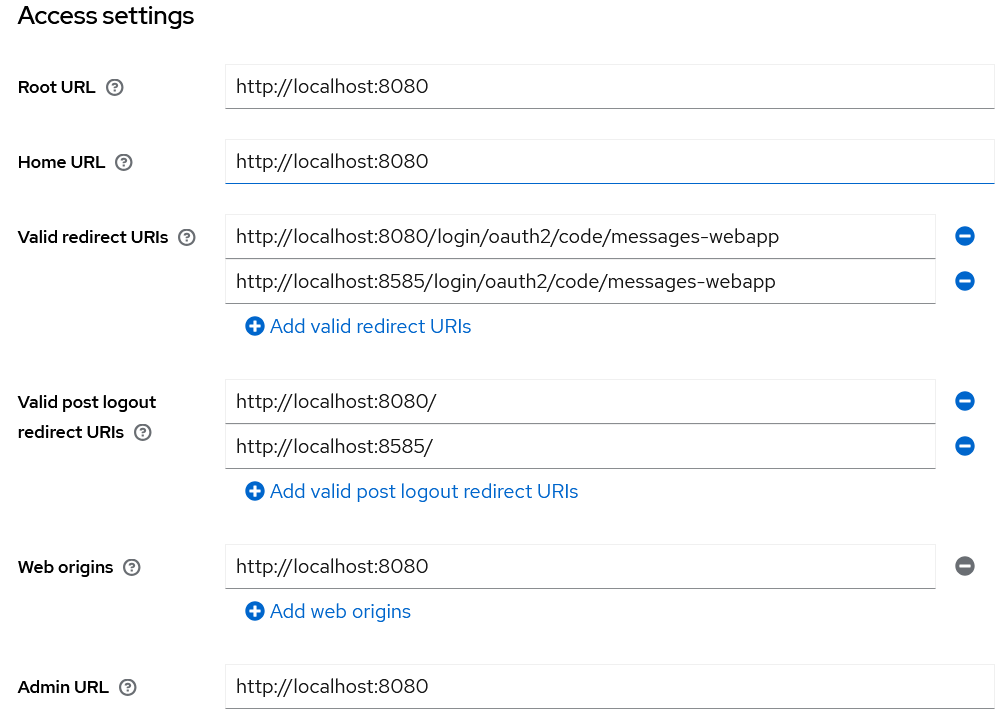 Access settings
Root URL
http://localhost:8080
Home URL
http://localhost:8080
Valid redirect URIs
http://localhost:8080/login/oauth2/code/messages-webapp
http://localhost:8585/login/oauth2/code/messages-webapp
Add valid redirect URIs
Valid post logout
redirect URIs
http://localhost:8080/
http://localhost:8585/
Add valid post logout redirect URIs
Web origins
http://localhost:8080
Add web origins
Admin URL
http://localhost:8080